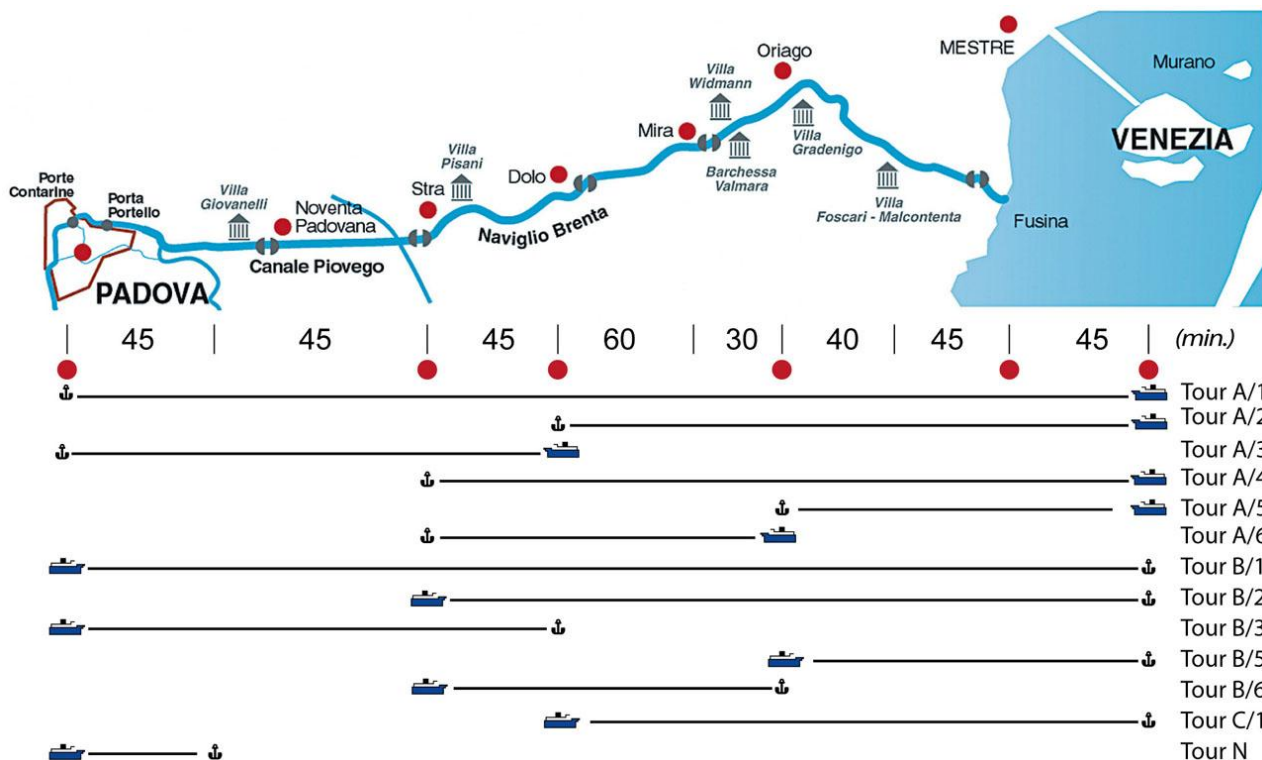 MESTRE
Murano
VENEZIA
Oriago
Villa
Widmann
Mira
Villa
Gradenigo
Barchessa
Valmara
Villa
Foscari - Malcontenta
Fusina
Villa
Pisani
Dolo
Stra
Naviglio Brenta
Porte
Contarine
Porta
Portello
Villa
Giovanelli
Noventa
Padovana
Canale Piovego
PADOVA
| 45 | 45 | 45 | 60 | 30 | 40 | 45 | 45 | (min.)
Tour A/1
Tour A/2
Tour A/3
Tour A/4
Tour A/5
Tour A/6
Tour B/1
Tour B/2
Tour B/3
Tour B/5
Tour B/6
Tour C/1
Tour N